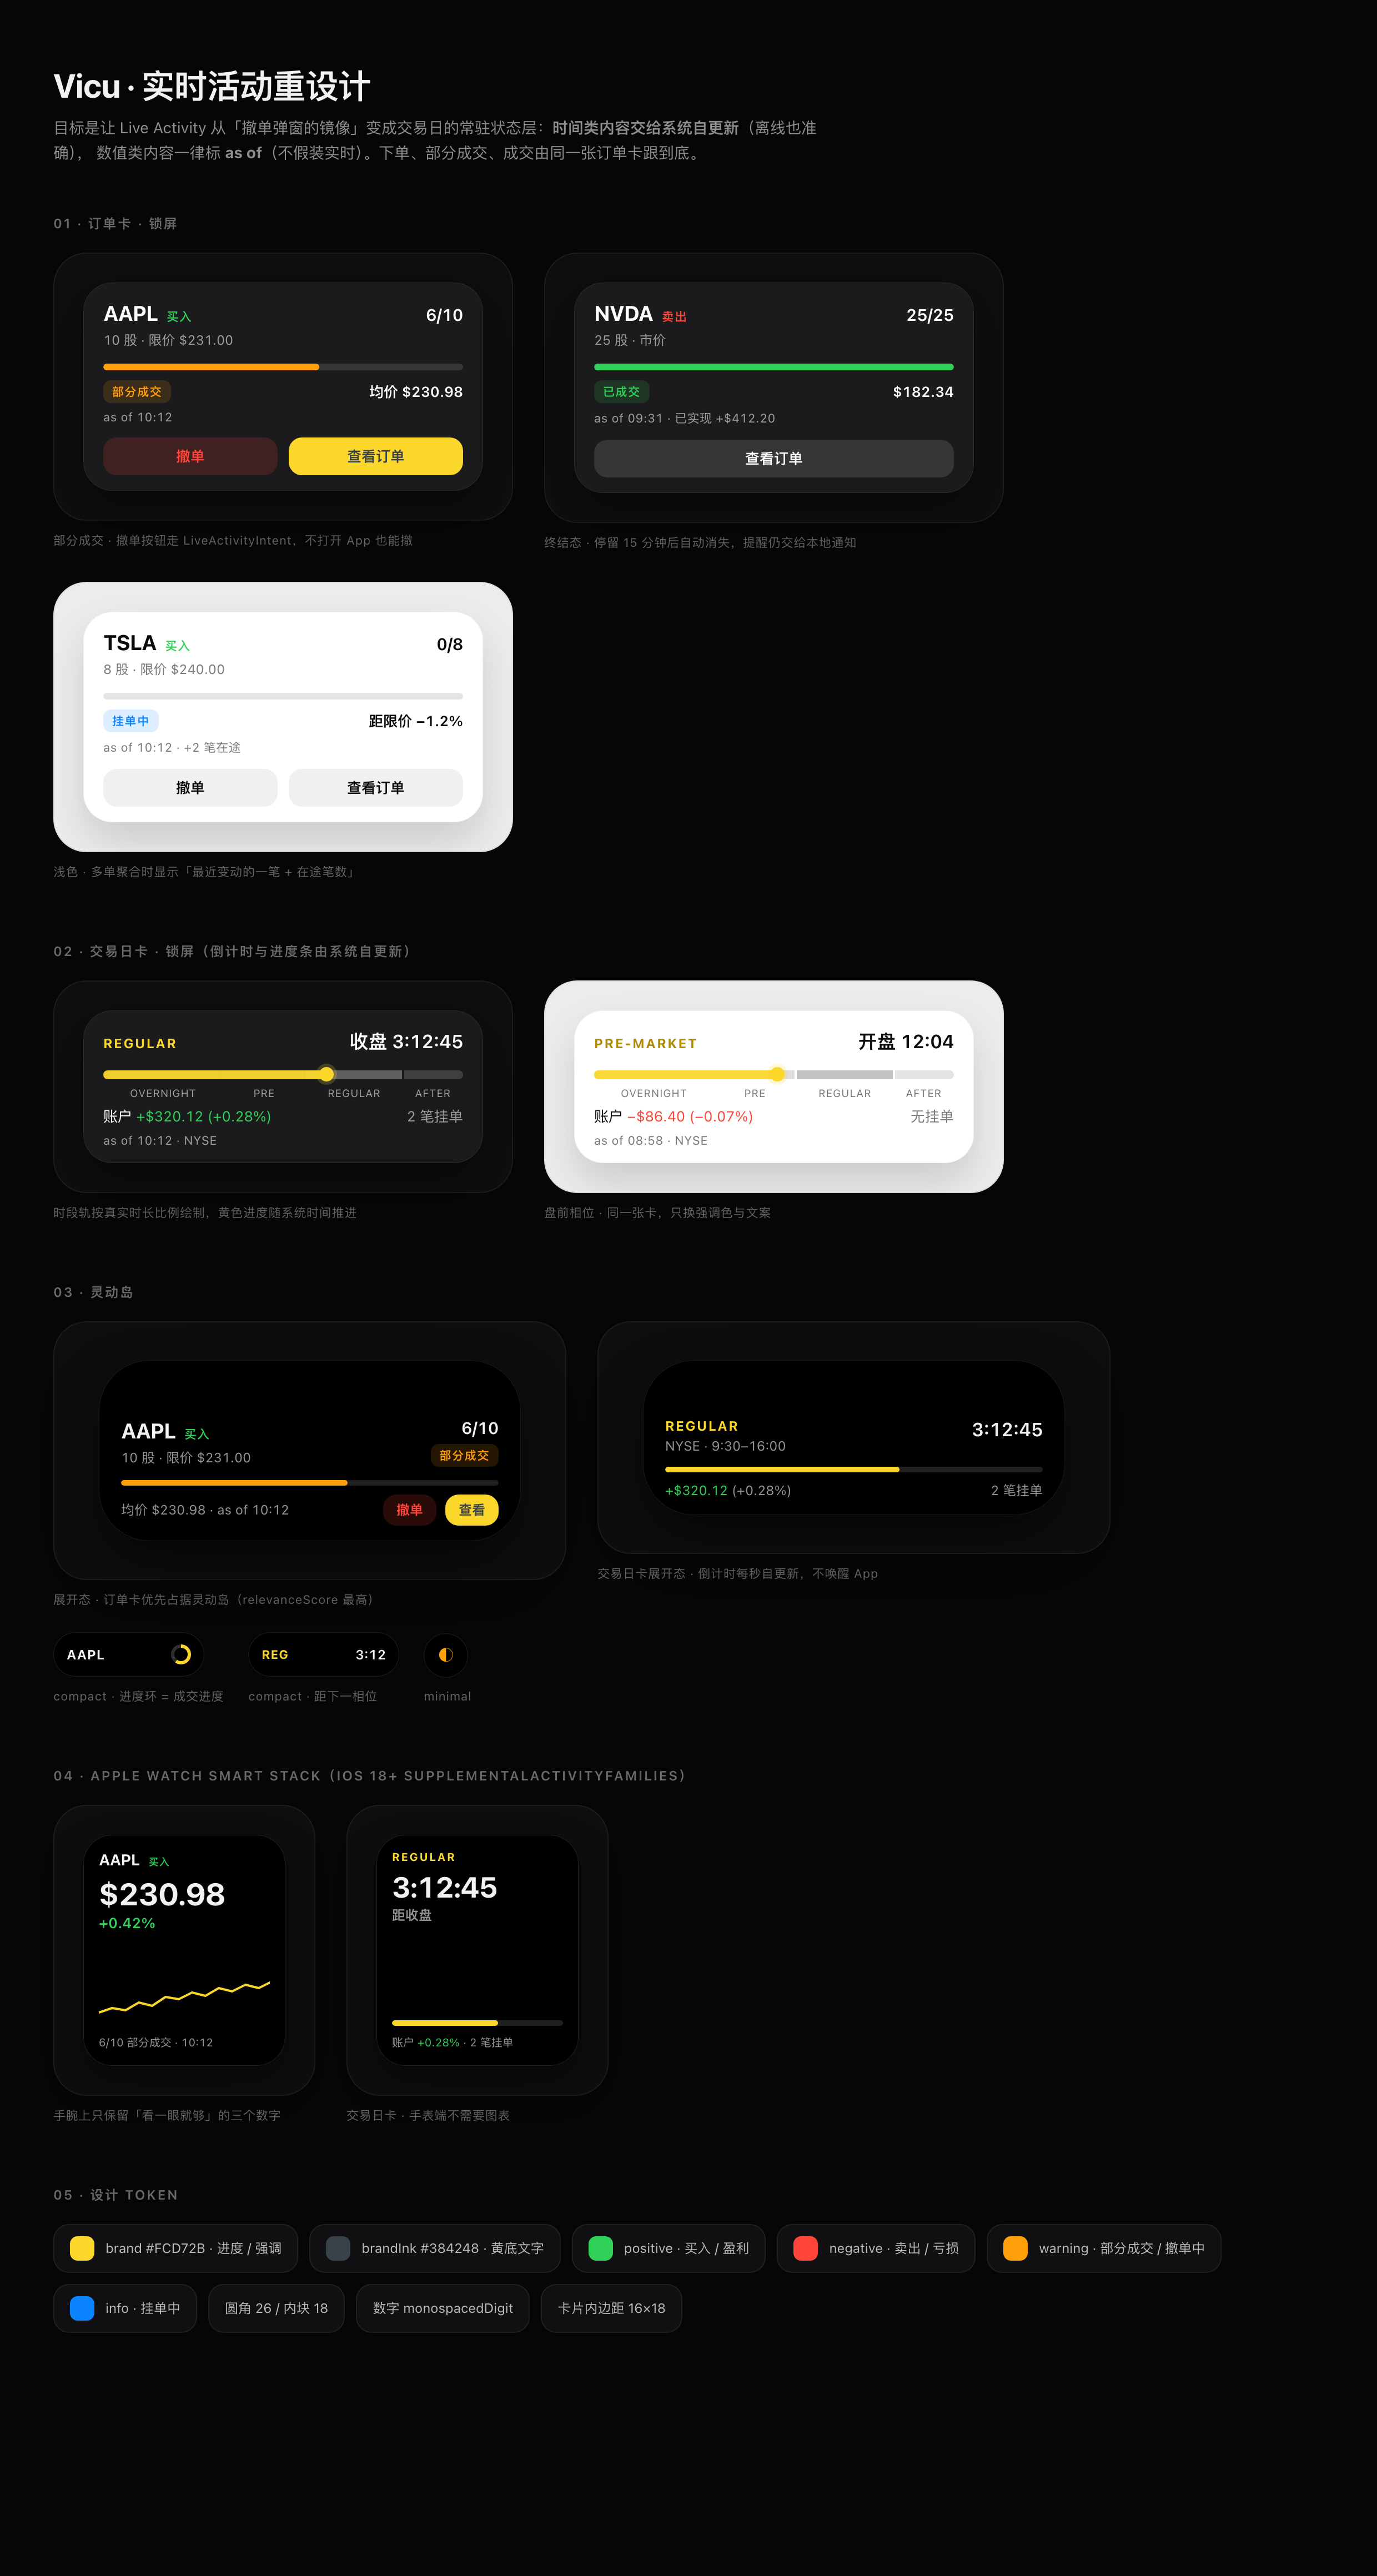 Vicu · 实时活动重设计
目标是让 Live Activity 从「撤单弹窗的镜像」变成交易日的常驻状态层：时间类内容交给系统自更新（离线也准
确），数值类内容一律标 as of（不假装实时）。下单、部分成交、成交由同一张订单卡跟到底。
01 · 订单卡 · 锁屏
AAPL 买入 6/10
10 股 · 限价 $231.00
部分成交 均价 $230.98
as of 10:12
撤单 查看订单
部分成交 · 撤单按钮走 LiveActivityIntent，不打开 App 也能撤
NVDA 卖出 25/25
25 股 · 市价
已成交 $182.34
as of 09:31 · 已实现 +$412.20
查看订单
终结态 · 停留 15 分钟后自动消失，提醒仍交给本地通知
TSLA 买入 0/8
8 股 · 限价 $240.00
挂单中 距限价 −1.2%
as of 10:12 · +2 笔在途
撤单 查看订单
浅色 · 多单聚合时显示「最近变动的一笔 + 在途笔数」
02 · 交易日卡 · 锁屏（倒计时与进度条由系统自更新）
REGULAR 收盘 3:12:45
OVERNIGHT PRE REGULAR AFTER
账户 +$320.12 (+0.28%) 2 笔挂单
as of 10:12 · NYSE
时段轨按真实时长比例绘制，黄色进度随系统时间推进
PRE-MARKET 开盘 12:04
OVERNIGHT PRE REGULAR AFTER
账户 −$86.40 (−0.07%) 无挂单
as of 08:58 · NYSE
盘前相位 · 同一张卡，只换强调色与文案
03 · 灵动岛
AAPL 买入 6/10
10 股 · 限价 $231.00 部分成交
均价 $230.98 · as of 10:12 撤单 查看
展开态 · 订单卡优先占据灵动岛（relevanceScore 最高）
REGULAR 3:12:45
NYSE · 9:30–16:00
+$320.12 (+0.28%) 2 笔挂单
交易日卡展开态 · 倒计时每秒自更新，不唤醒 App
AAPL
compact · 进度环 = 成交进度
REG 3:12
compact · 距下一相位
minimal
04 · APPLE WATCH SMART STACK（IOS 18+ SUPPLEMENTALACTIVITYFAMILIES）
AAPL 买入
$230.98
+0.42%
6/10 部分成交 · 10:12
手腕上只保留「看一眼就够」的三个数字
REGULAR
3:12:45
距收盘
账户 +0.28% · 2 笔挂单
交易日卡 · 手表端不需要图表
05 · 设计 TOKEN
brand #FCD72B · 进度 / 强调
brandInk #384248 · 黄底文字
positive · 买入 / 盈利
negative · 卖出 / 亏损
warning · 部分成交 / 撤单中
info · 挂单中
圆角 26 / 内块 18
数字 monospacedDigit
卡片内边距 16×18